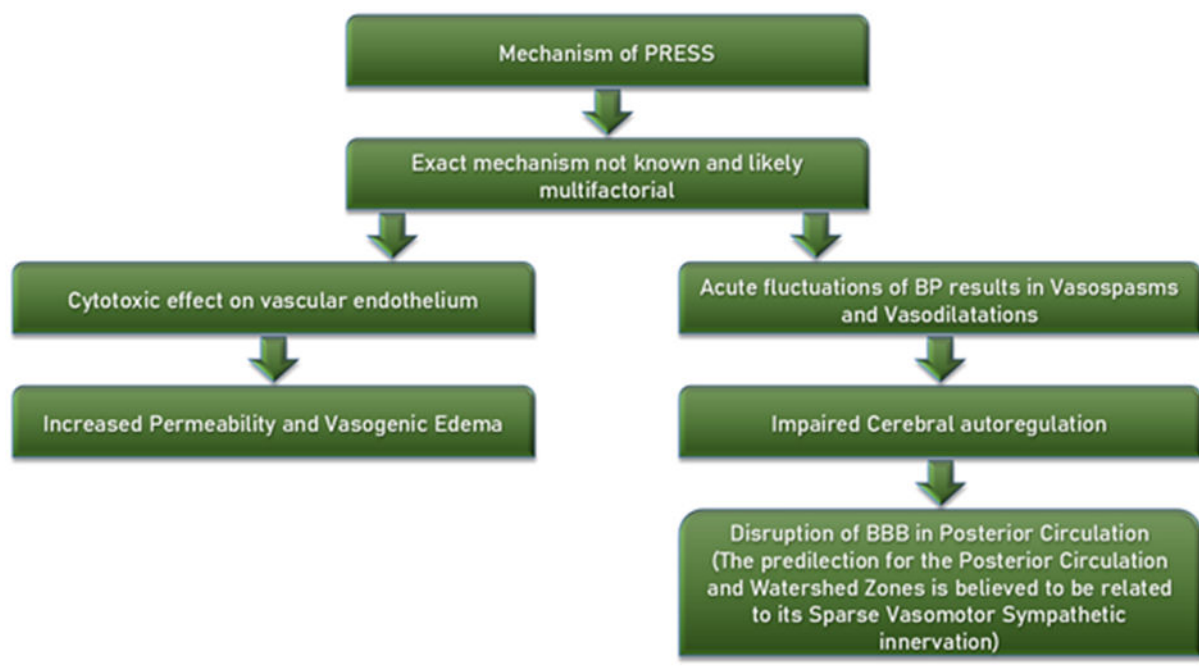 Mechanism of PRESS
Exact mechanism not known and likely
multifactorial
Cytotoxic effect on vascular endothelium
Increased Permeability and Vasogenic Edema
Acute fluctuations of BP results in Vasospasms
and Vasodilatations
Impaired Cerebral autoregulation
Disruption of BBB in Posterior Circulation
(The predilection for the Posterior Circulation
and Watershed Zones is believed to be related
to its Sparse Vasomotor Sympathetic
innervation)